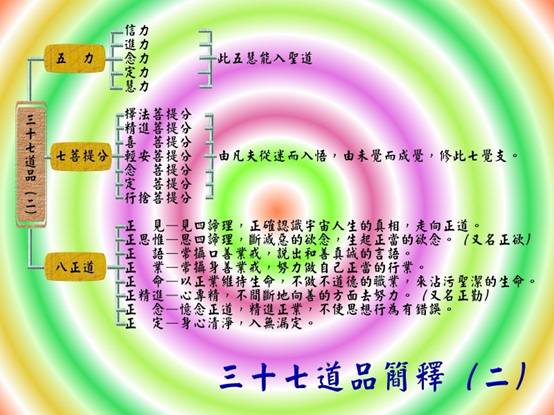 三十七道品（二）
五　力
信力
進力
念力
定力
慧力
此五慧能入聖道
七菩提分
擇法菩提分
精進菩提分
喜　菩提分
輕安菩提分
念　菩提分
定　菩提分
行捨菩提分
由凡夫從迷而入悟，由未覺而成覺，修此七覺支。
八正道
正　見—見四諦理，正確認識宇宙人生的真相，走向正道。
正思惟—思四諦理，斷滅惡的欲念，生起正當的欲念。（又名正欲）
正　語—常攝口善業戒，說出和善真誠的言語。
正　業—常攝身善業戒，努力做自己正當的行業。
正　命—以正業維持生命，不做不道德的職業，來沾污聖潔的生命。
正精進—心專精，不間斷地向善的方面去努力。（又名正勤）
正　念—憶念正道，精進正業，不使思想行為有錯誤。
正　定—身心清淨，入無漏定。
三十七道品簡釋（二）